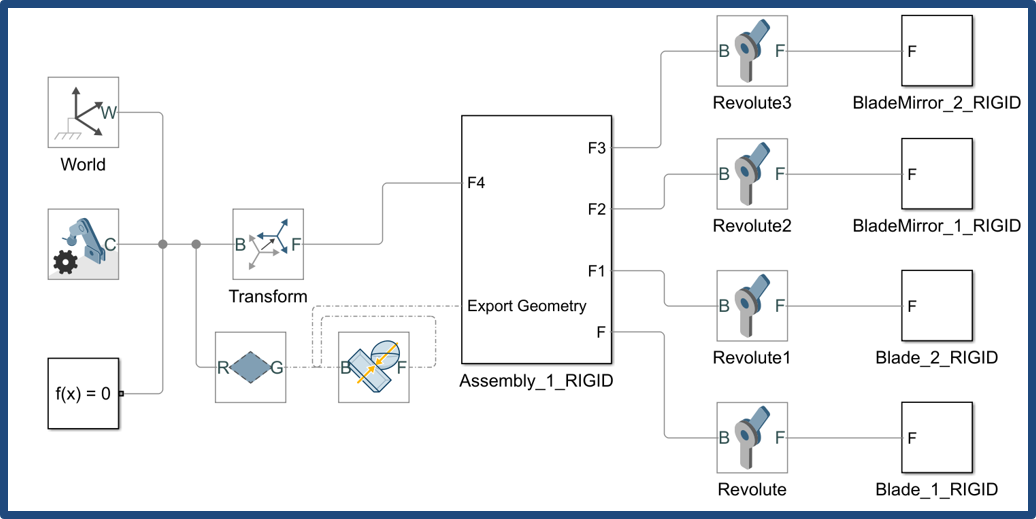 W
World
C
f(x) = 0
B F
Transform
R G
B F
F4
F3
F2
F1
Export Geometry
F
Assembly_1_RIGID
B F
Revolute3
F
BladeMirror_2_RIGID
B F
Revolute2
F
BladeMirror_1_RIGID
B F
Revolute1
F
Blade_2_RIGID
B F
Revolute
F
Blade_1_RIGID